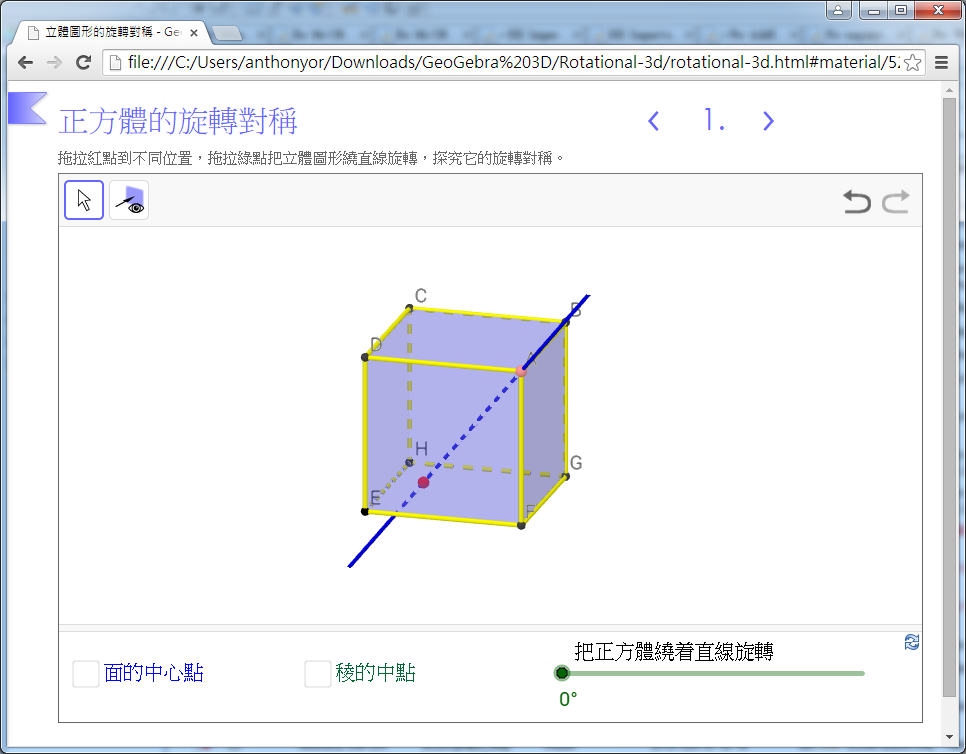 立體圖形的旋轉對稱 - Ge
file:///C:/Users/anthonyor/Downloads/GeoGebra%203D/Rotational-3d/rotational-3d.html#material/52
正方體的旋轉對稱
1.
拖拉紅點到不同位置，拖拉綠點把立體圖形繞直線旋轉，探究它的旋轉對稱。
C
B
D
A
H
G
E
F
把正方體繞着直線旋轉
面的中心點
稜的中點
0°